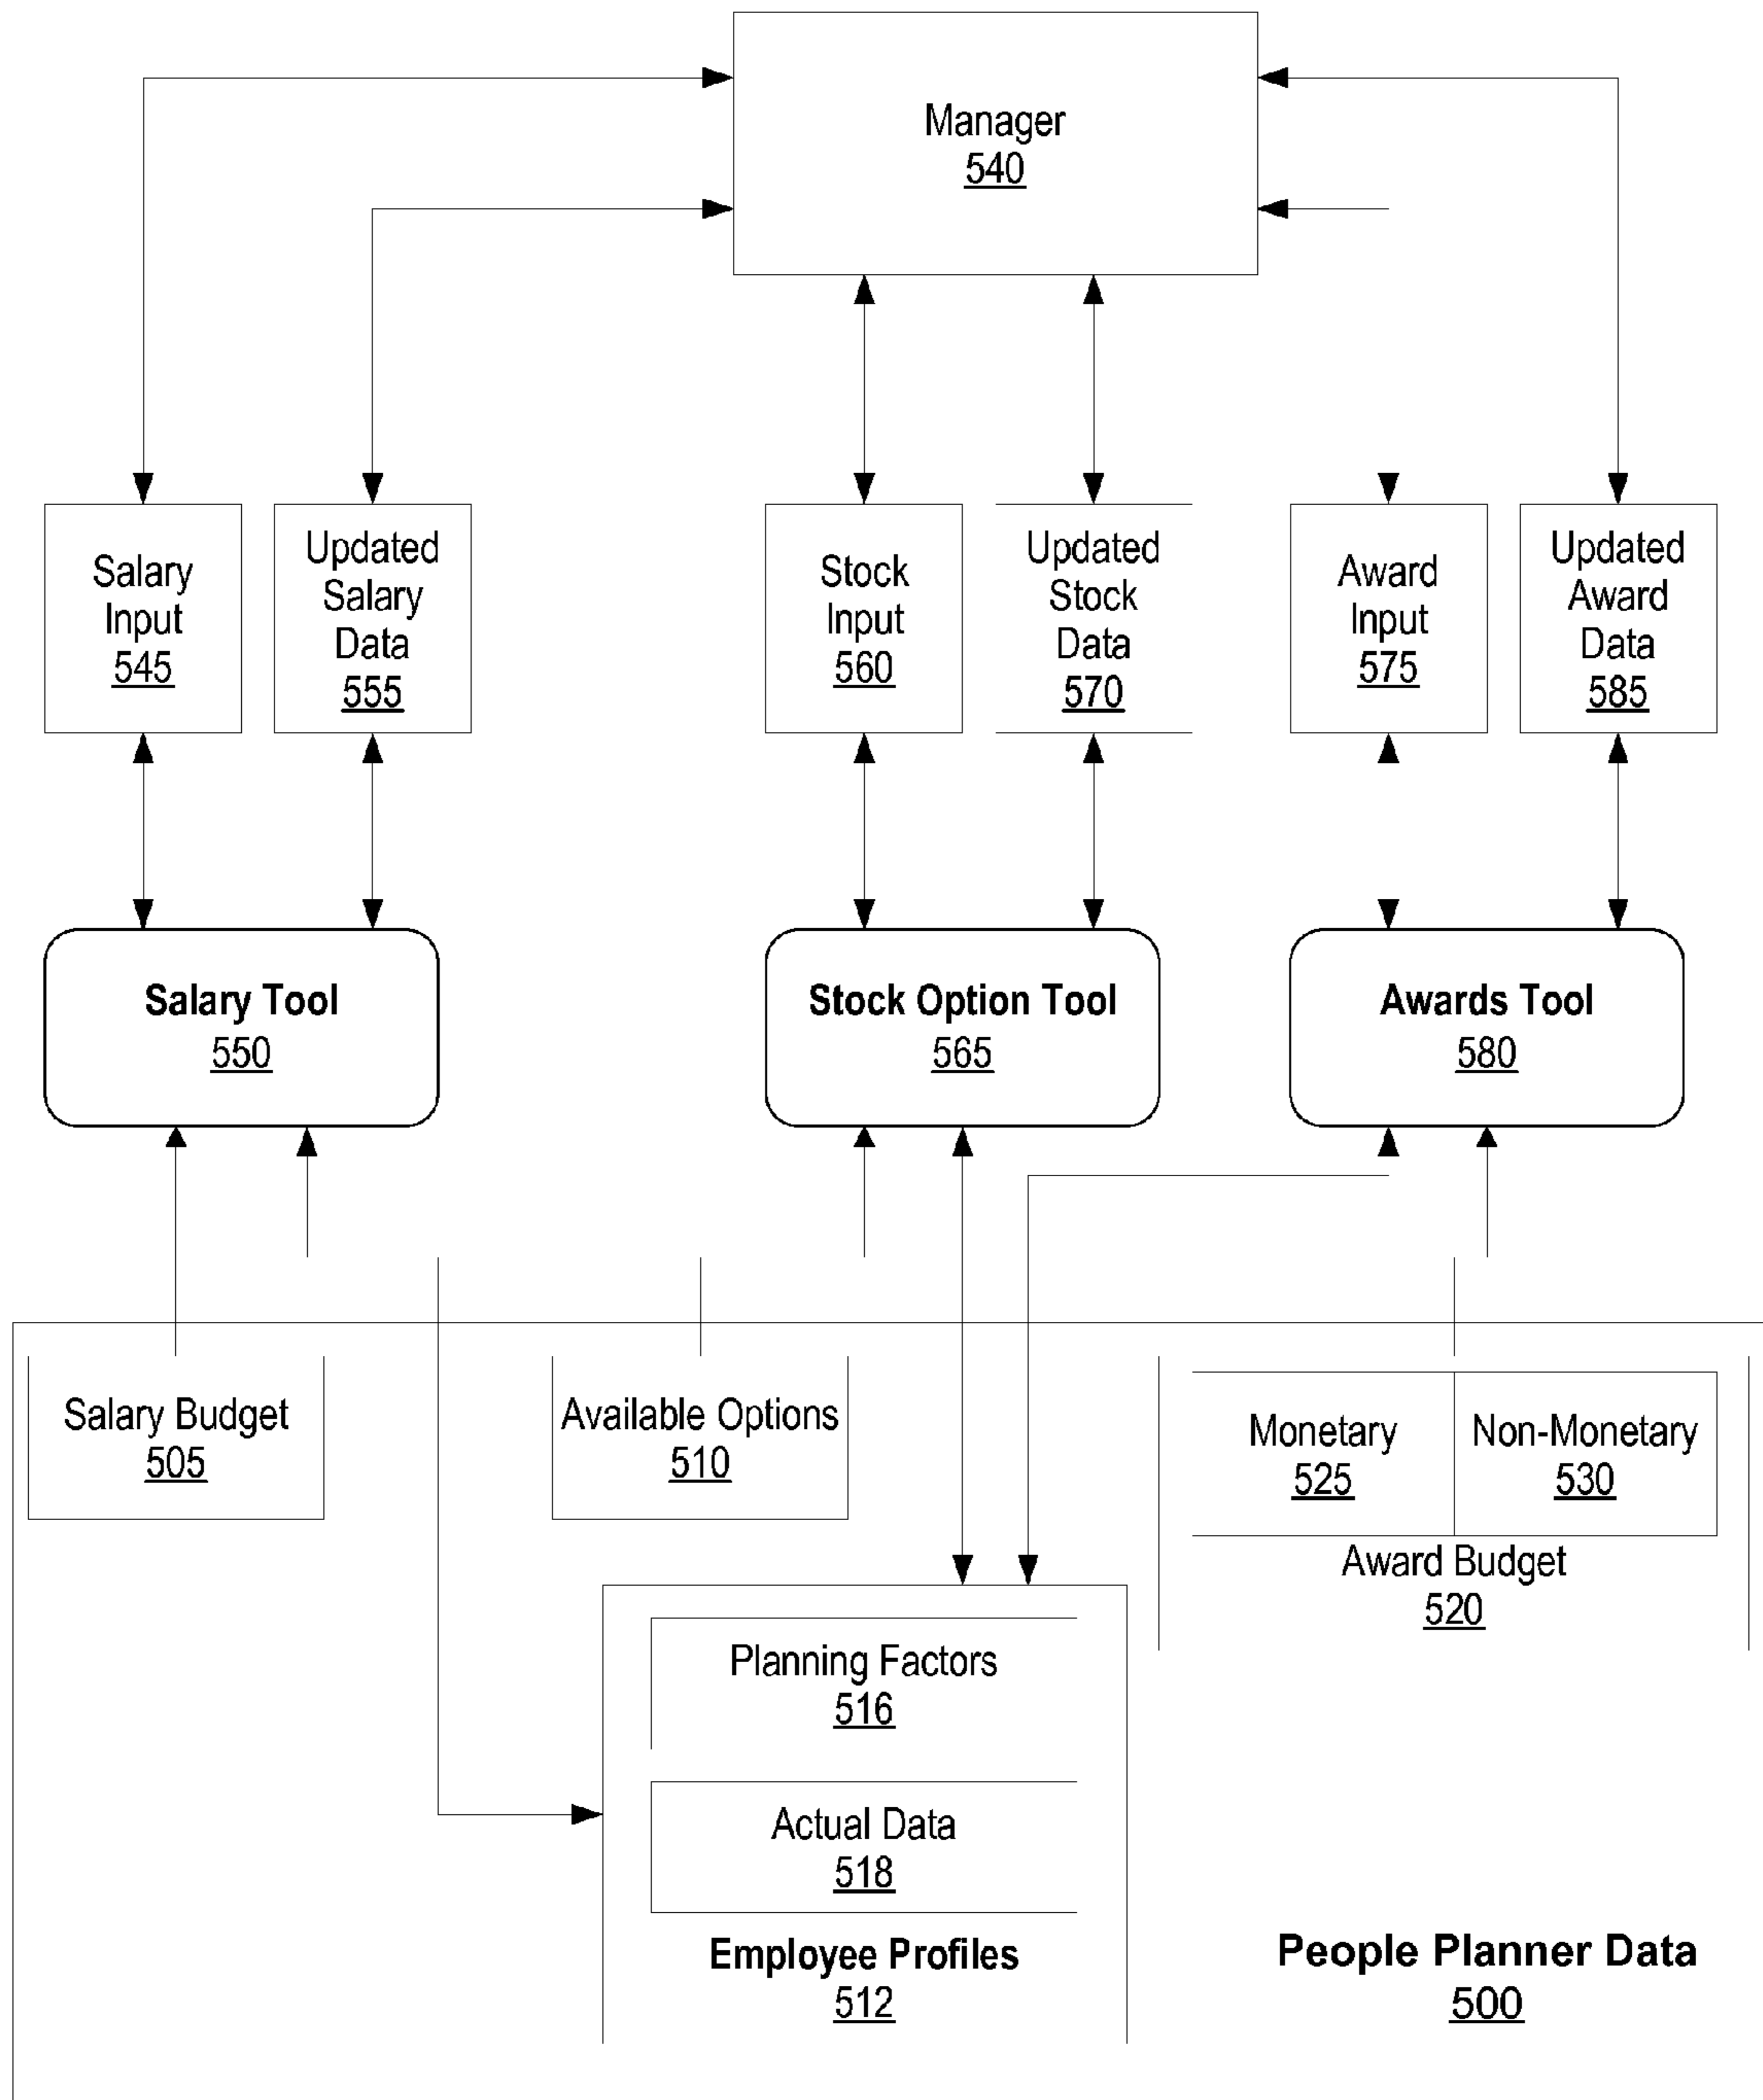 Manager
540
Salary
Input
545
Updated
Salary
Data
555
Stock
Input
560
Updated
Stock
Data
570
Award
Input
575
Updated
Award
Data
585
Salary Tool
550
Stock Option Tool
565
Awards Tool
580
Salary Budget
505
Available Options
510
Monetary
525
Non-Monetary
530
Award Budget
520
Planning Factors
516
Actual Data
518
Employee Profiles
512
People Planner Data
500